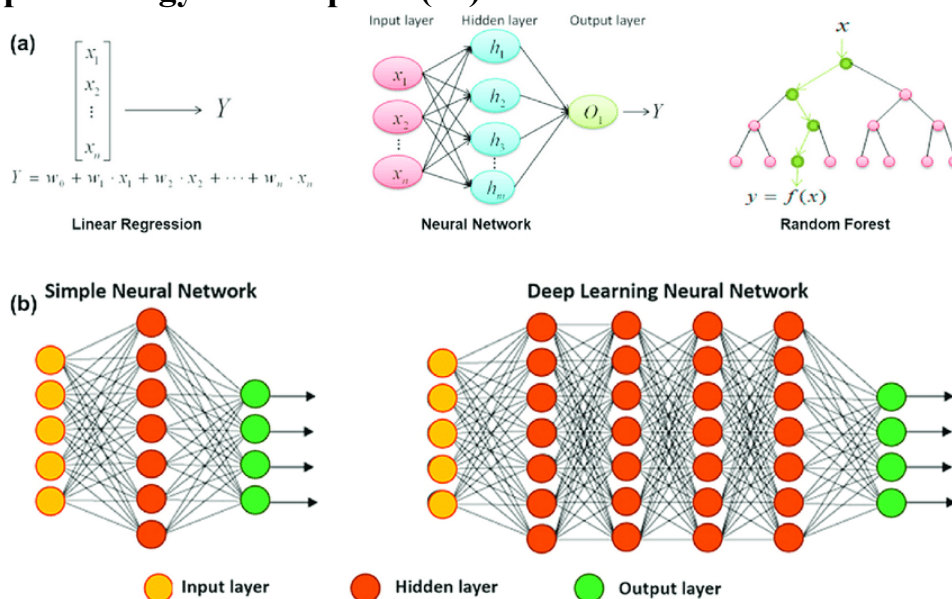 (a)
x1
x2
⋮
xn
Y
Y = w0 + w1 · x1 + w2 · x2 + ··· + wn · xn
Linear Regression
Input layer Hidden layer Output layer
x1
x2
⋮
xn
h1
h2
h3
⋮
hm
O1
Y
Neural Network
x
y = f(x)
Random Forest
(b)
Simple Neural Network
Deep Learning Neural Network
Input layer Hidden layer Output layer